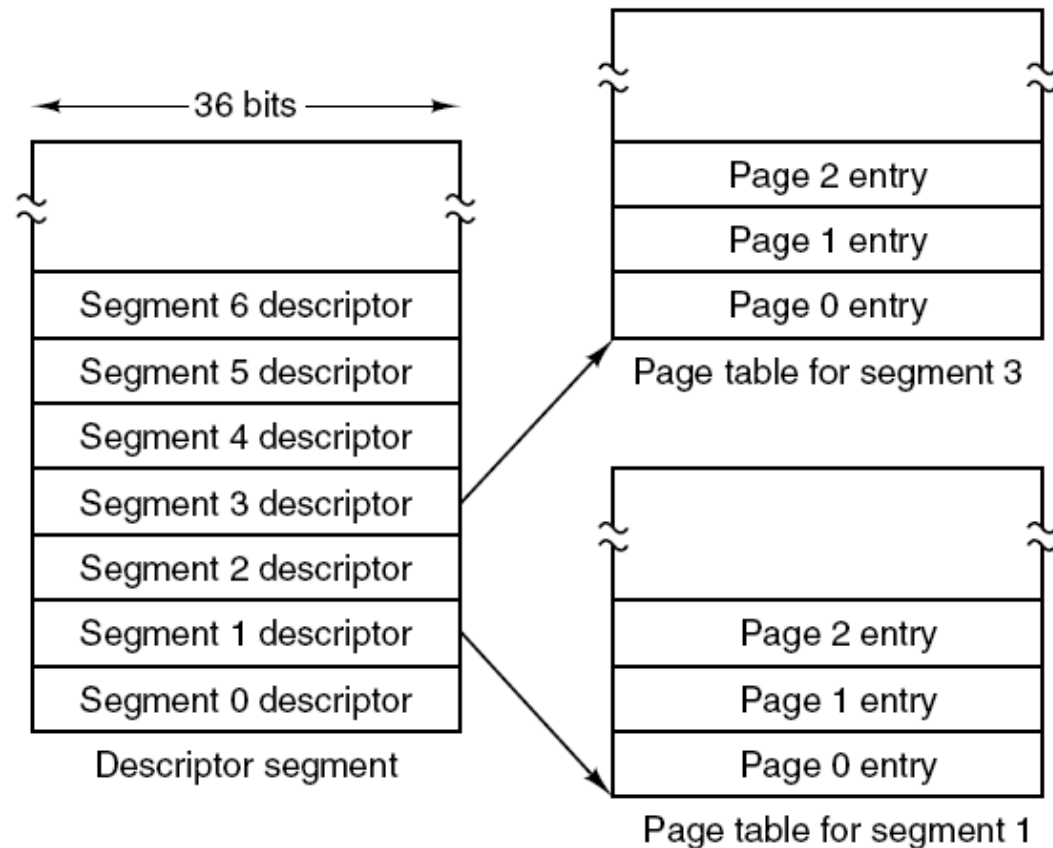 36 bits
Segment 6 descriptor
Segment 5 descriptor
Segment 4 descriptor
Segment 3 descriptor
Segment 2 descriptor
Segment 1 descriptor
Segment 0 descriptor
Descriptor segment
Page 2 entry
Page 1 entry
Page 0 entry
Page table for segment 3
Page 2 entry
Page 1 entry
Page 0 entry
Page table for segment 1